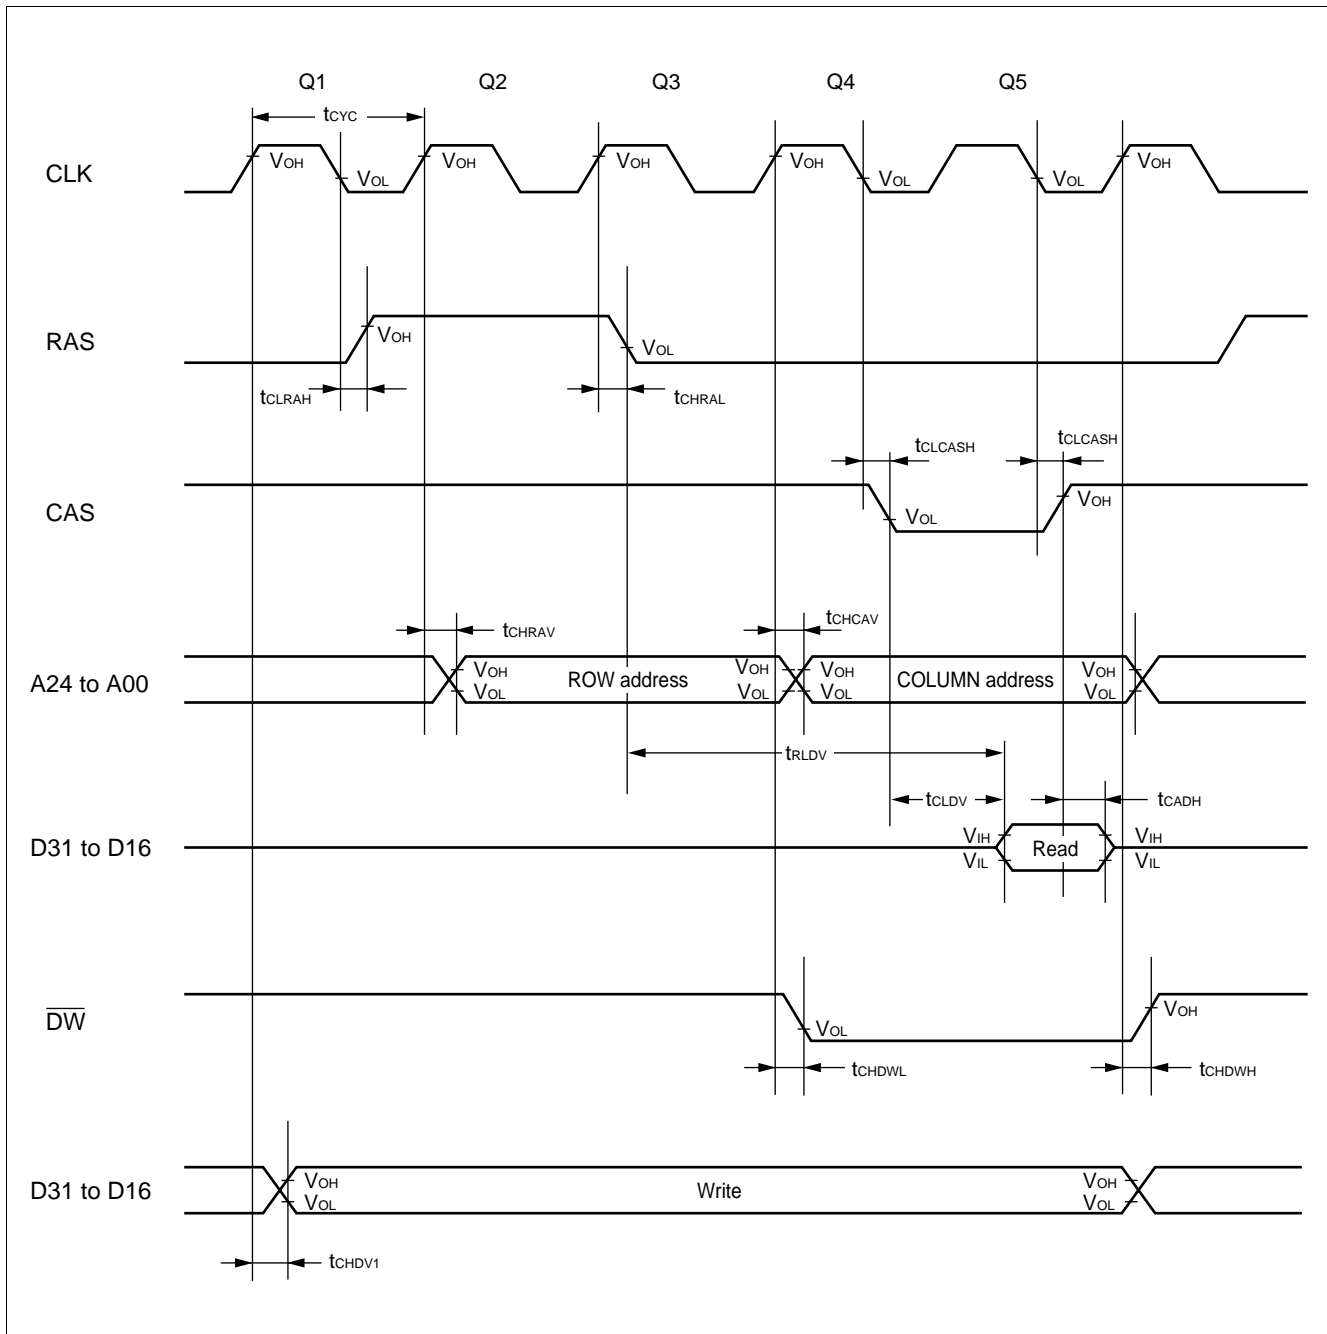 Q1 Q2 Q3 Q4 Q5
tCYC
CLK VOH VOL VOH VOH VOH VOL VOL VOH
RAS VOH VOL
tCLRAH tCHRAL
tCLCASH tCLCASH
CAS VOL VOH
tCHRAV tCHCAV
A24 to A00 VOH VOL ROW address VOH VOL VOH VOL COLUMN address VOH VOL
tRLDV
tCLDV tCADH
D31 to D16 VIH VIL Read VIH VIL
DW VOL VOH
tCHDWL tCHDWH
D31 to D16 VOH VOL Write VOH VOL
tCHDV1